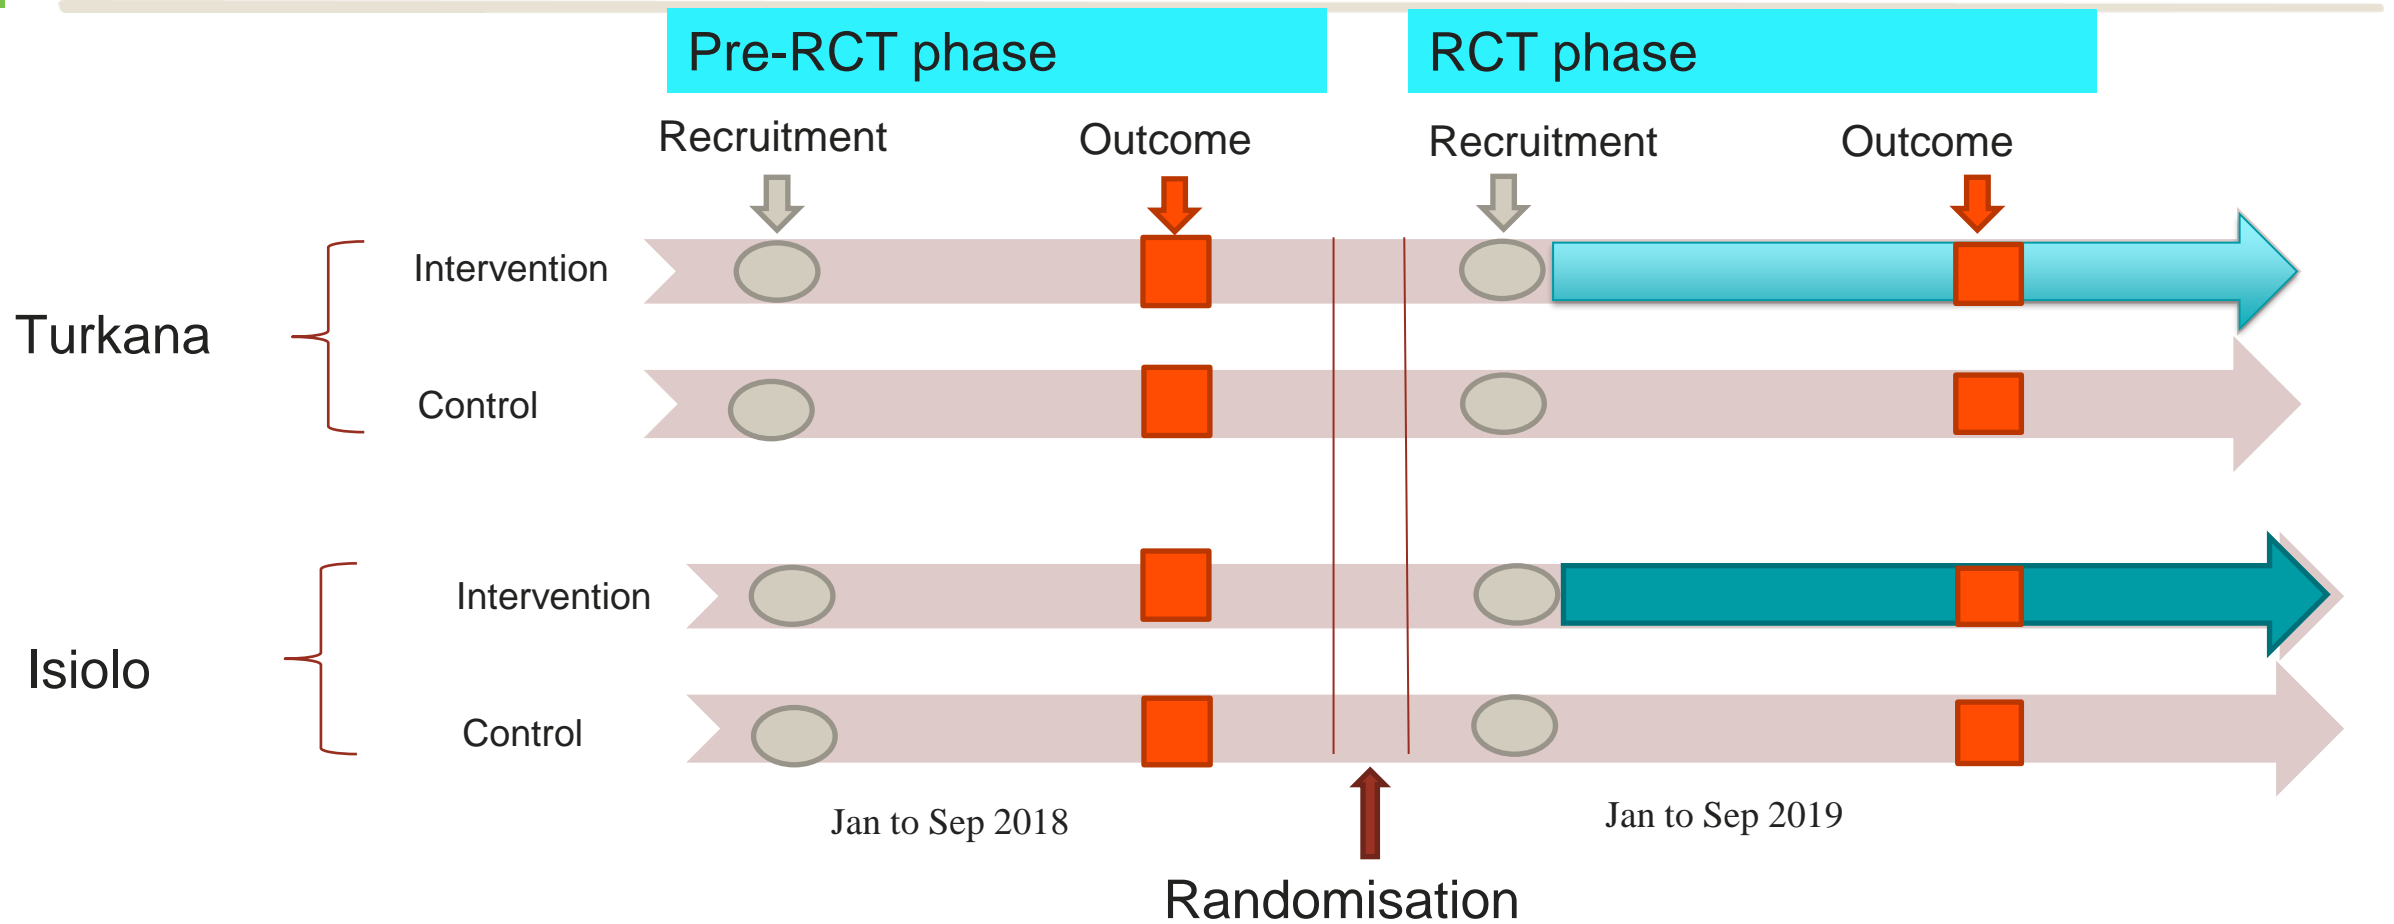 Pre-RCT phase
RCT phase
Recruitment
Outcome
Recruitment
Outcome
Turkana
Intervention
Control
Isiolo
Intervention
Control
Jan to Sep 2018
Jan to Sep 2019
Randomisation